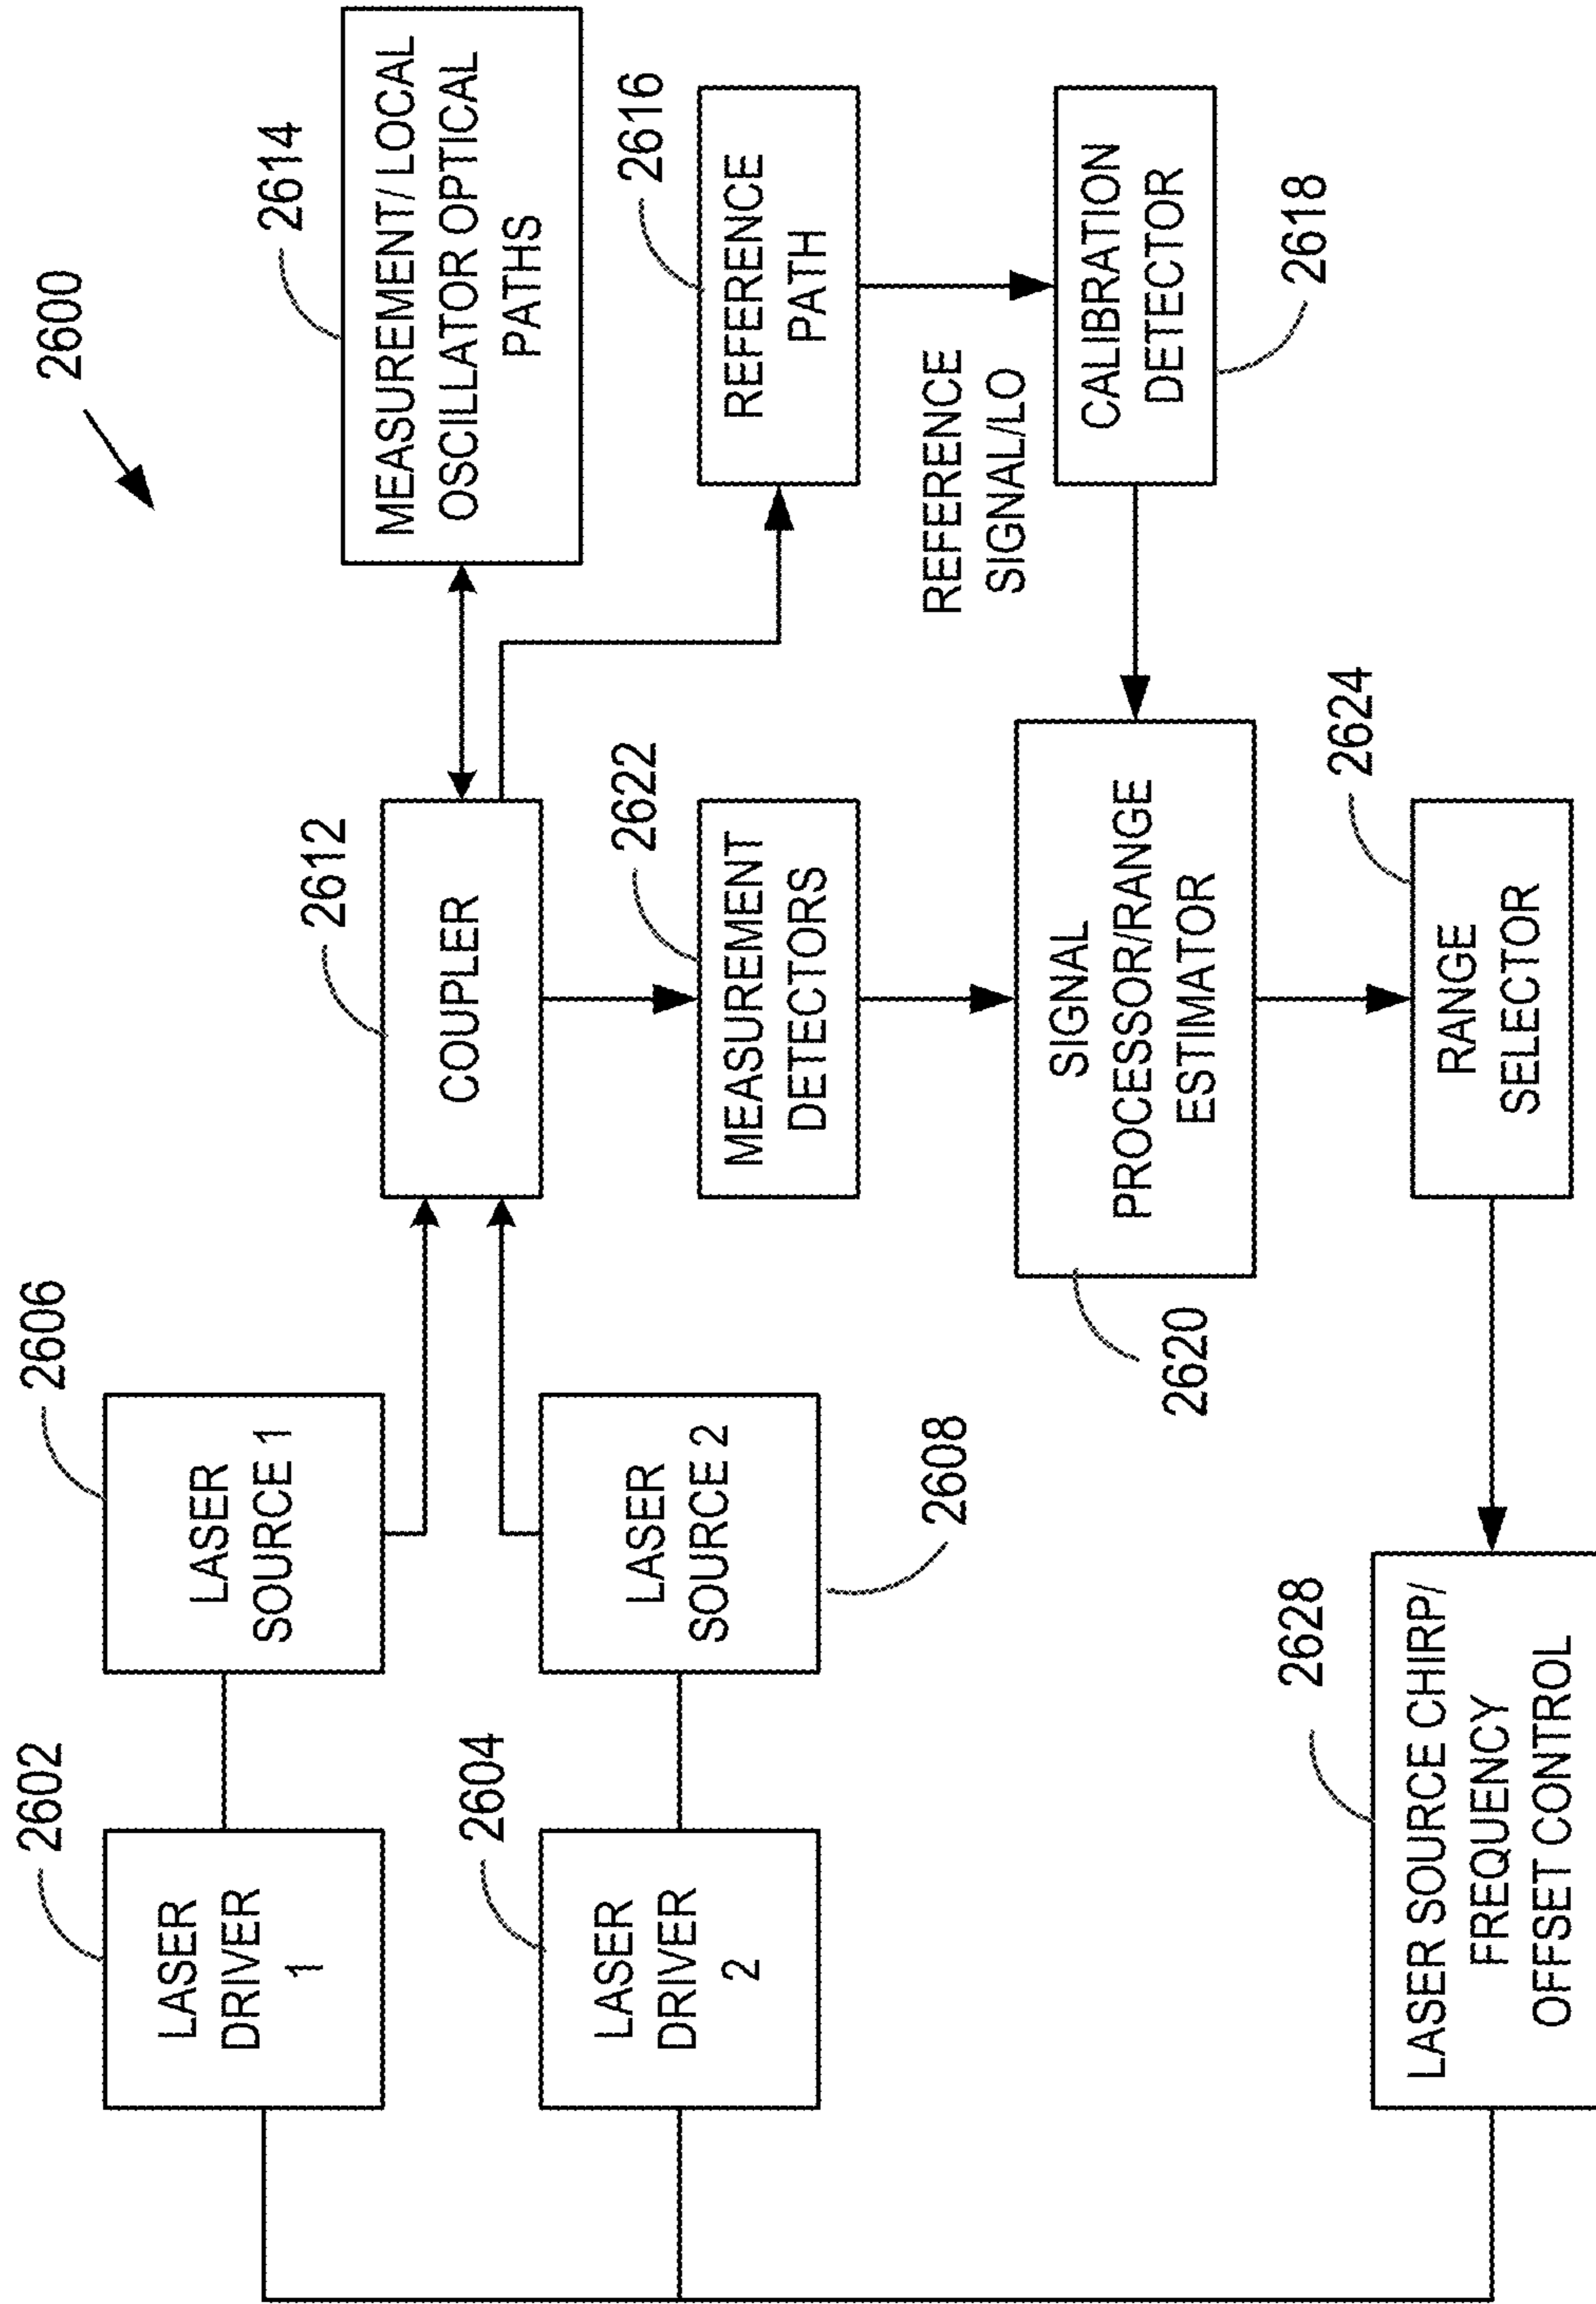 2600
2602
LASER
DRIVER
1
2606
LASER
SOURCE 1
2604
LASER
DRIVER
2
LASER
SOURCE 2
2608
2612
COUPLER
2614
MEASUREMENT/ LOCAL
OSCILLATOR OPTICAL
PATHS
2622
MEASUREMENT
DETECTORS
2616
REFERENCE
PATH
REFERENCE
SIGNAL/LO
CALIBRATION
DETECTOR
2618
SIGNAL
PROCESSOR/RANGE
ESTIMATOR
2620
2624
RANGE
SELECTOR
2628
LASER SOURCE CHIRP/
FREQUENCY
OFFSET CONTROL